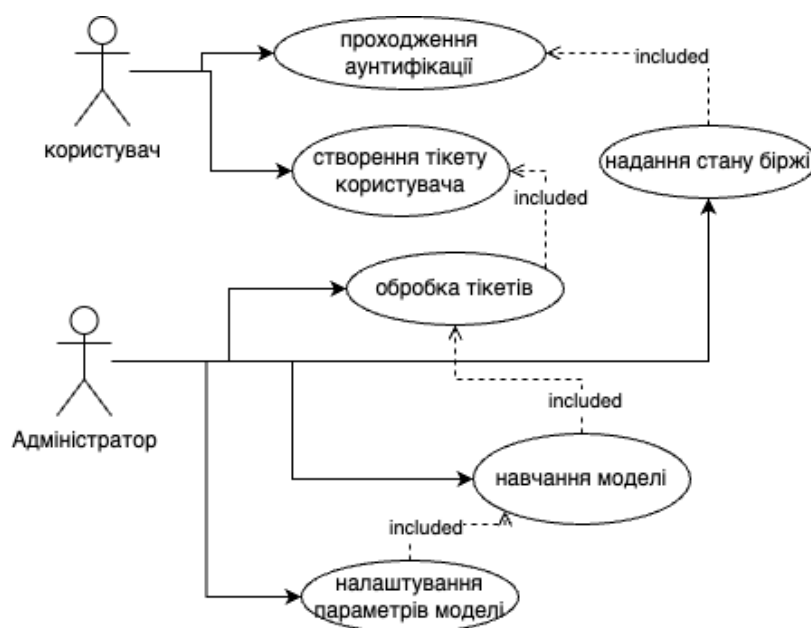 проходження
аунтифікації
included
користувач
створення тікету
користувача
надання стану біржі
included
обробка тікетів
Адміністратор
included
навчання моделі
included
налаштування
параметрів моделі